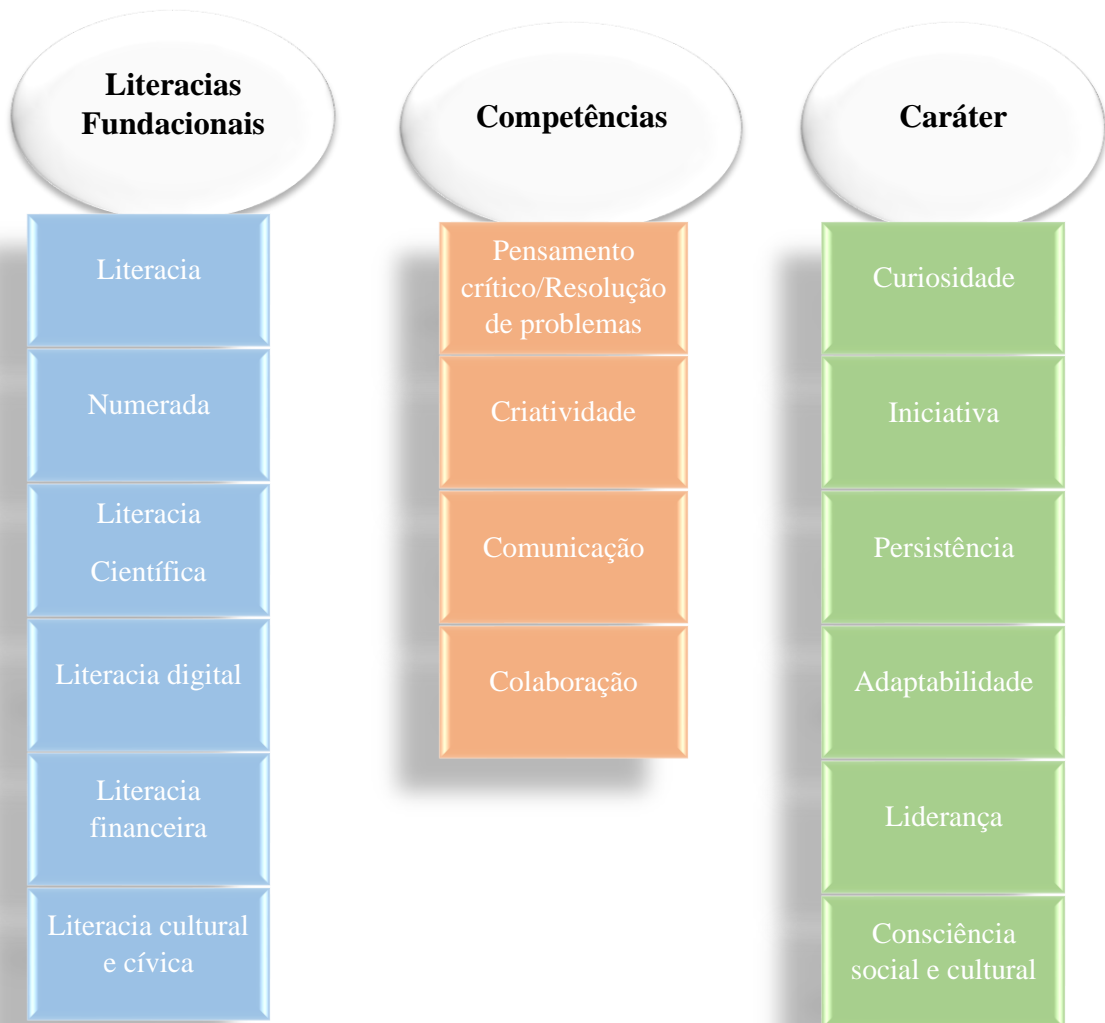 Literacias
Fundacionais
Literacia
Numerada
Literacia
Científica
Literacia digital
Literacia
financeira
Literacia cultural
e cívica
Competências
Pensamento
crítico/Resolução
de problemas
Criatividade
Comunicação
Colaboração
Caráter
Curiosidade
Iniciativa
Persistência
Adaptabilidade
Liderança
Consciência
social e cultural